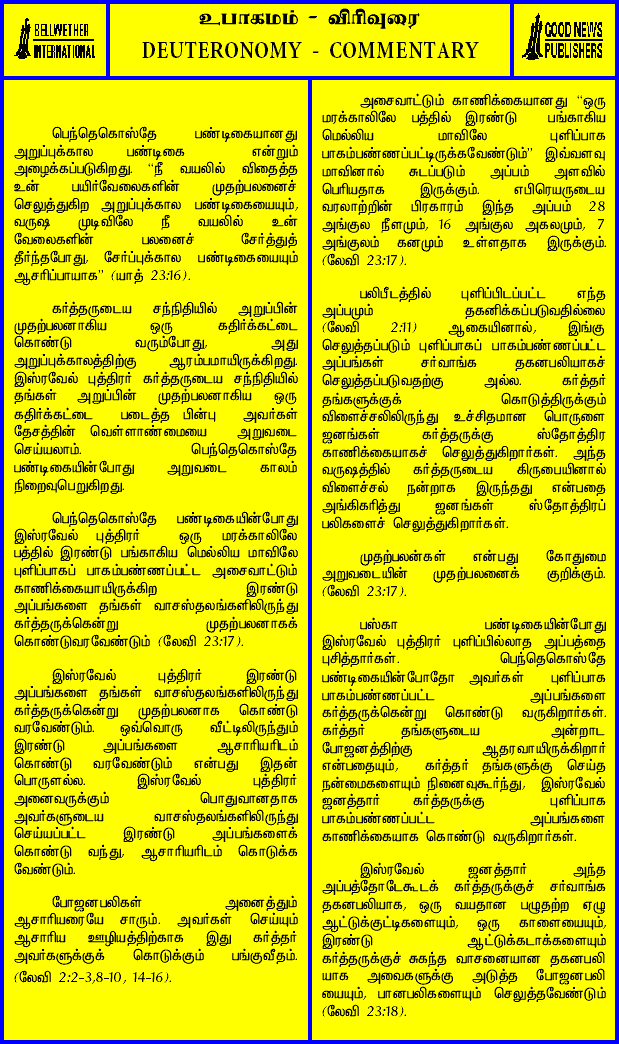 BELLWETHER
INTERNATIONAL
உபாகமம் - விரிவுரை
DEUTERONOMY - COMMENTARY
GOOD NEWS
PUBLISHERS
பெந்தெகொஸ்தே பண்டிகையானது
அறுப்புக்கால பண்டிகை என்றும்
அழைக்கப்படுகிறது. “நீ வயலில் விதைத்த
உன் பயிர்வேலைகளின் முதற்பலனைச்
செலுத்துகிற அறுப்புக்கால பண்டிகையையும்,
வருஷ முடிவிலே நீ வயலில் உன்
வேலைகளின் பலனைச் சேர்த்துத்
தீர்ந்தபோது, சேர்ப்புக்கால பண்டிகையையும்
ஆசரிப்பாயாக” (யாத் 23:16).
கர்த்தருடைய சந்நிதியில் அறுப்பின்
முதற்பலனாகிய ஒரு கதிர்க்கட்டை
கொண்டு வரும்போது, அது
அறுப்புக்காலத்திற்கு ஆரம்பமாயிருக்கிறது.
இஸ்ரவேல் புத்திரர் கர்த்தருடைய சந்நிதியில்
தங்கள் அறுப்பின் முதற்பலனாகிய ஒரு
கதிர்க்கட்டை படைத்த பின்பு அவர்கள்
தேசத்தின் வெள்ளாண்மையை அறுவடை
செய்யலாம். பெந்தெகொஸ்தே
பண்டிகையின்போது அறுவடை காலம்
நிறைவுபெறுகிறது.
பெந்தெகொஸ்தே பண்டிகையின்போது
இஸ்ரவேல் புத்திரர் ஒரு மரக்காலிலே
பத்தில் இரண்டு பங்காகிய மெல்லிய மாவிலே
புளிப்பாகப் பாகம்பண்ணப்பட்ட அசைவாட்டும்
காணிக்கையாயிருக்கிற இரண்டு
அப்பங்களை தங்கள் வாசஸ்தலங்களிலிருந்து
கர்த்தருக்கென்று முதற்பலனாகக்
கொண்டுவரவேண்டும் (லேவி 23:17).
இஸ்ரவேல் புத்திரர் இரண்டு
அப்பங்களை தங்கள் வாசஸ்தலங்களிலிருந்து
கர்த்தருக்கென்று முதற்பலனாக கொண்டு
வரவேண்டும். ஒவ்வொரு வீட்டிலிருந்தும்
இரண்டு அப்பங்களை ஆசாரியரிடம்
கொண்டு வரவேண்டும் என்பது இதன்
பொருளல்ல. இஸ்ரவேல் புத்திரர்
அனைவருக்கும் பொதுவானதாக
அவர்களுடைய வாசஸ்தலங்களிலிருந்து
செய்யப்பட்ட இரண்டு அப்பங்களைக்
கொண்டு வந்து, ஆசாரியரிடம் கொடுக்க
வேண்டும்.
போஜனபலிகள் அனைத்தும்
ஆசாரியரையே சாரும். அவர்கள் செய்யும்
ஆசாரிய ஊழியத்திற்காக இது கர்த்தர்
அவர்களுக்குக் கொடுக்கும் பங்குவீதம்.
(லேவி 2:2-3,8-10, 14-16).
அசைவாட்டும் காணிக்கையானது “ஒரு
மரக்காலிலே பத்தில் இரண்டு பங்காகிய
மெல்லிய மாவிலே புளிப்பாக
பாகம்பண்ணப்பட்டிருக்கவேண்டும்” இவ்வளவு
மாவினால் சுடப்படும் அப்பம் அளவில்
பெரியதாக இருக்கும். எபிரெயருடைய
வரலாற்றின் பிரகாரம் இந்த அப்பம் 28
அங்குல நீளமும், 16 அங்குல அகலமும், 7
அங்குலம் கனமும் உள்ளதாக இருக்கும்.
(லேவி 23:17).
பலிபீடத்தில் புளிப்பிடப்பட்ட எந்த
அப்பமும் தகனிக்கப்படுவதில்லை
(லேவி 2:11) ஆகையினால், இங்கு
செலுத்தப்படும் புளிப்பாகப் பாகம்பண்ணப்பட்ட
அப்பங்கள் சர்வாங்க தகனபலியாகச்
செலுத்தப்படுவதற்கு அல்ல. கர்த்தர்
தங்களுக்குக் கொடுத்திருக்கும்
விளைச்சலிலிருந்து உச்சிதமான பொருளை
ஜனங்கள் கர்த்தருக்கு ஸ்தோத்திர
காணிக்கையாகச் செலுத்துகிறார்கள். அந்த
வருஷத்தில் கர்த்தருடைய கிருபையினால்
விளைச்சல் நன்றாக இருந்தது என்பதை
அங்கிகரித்து ஜனங்கள் ஸ்தோத்திரப்
பலிகளைச் செலுத்துகிறார்கள்.
முதற்பலன்கள் என்பது கோதுமை
அறுவடையின் முதற்பலனைக் குறிக்கும்.
(லேவி 23:17).
பஸ்கா பண்டிகையின்போது
இஸ்ரவேல் புத்திரர் புளிப்பில்லாத அப்பத்தை
புசித்தார்கள். பெந்தெகொஸ்தே
பண்டிகையின்போதோ அவர்கள் புளிப்பாக
பாகம்பண்ணப்பட்ட அப்பங்களை
கர்த்தருக்கென்று கொண்டு வருகிறார்கள்.
கர்த்தர் தங்களுடைய அன்றாட
போஜனத்திற்கு ஆதரவாயிருக்கிறார்
என்பதையும், கர்த்தர் தங்களுக்கு செய்த
நன்மைகளையும் நினைவுகூர்ந்து, இஸ்ரவேல்
ஜனத்தார் கர்த்தருக்கு புளிப்பாக
பாகம்பண்ணப்பட்ட அப்பங்களை
காணிக்கையாக கொண்டு வருகிறார்கள்.
இஸ்ரவேல் ஜனத்தார் அந்த
அப்பத்தோடேகூடக் கர்த்தருக்குச் சர்வாங்க
தகனபலியாக, ஒரு வயதான பழுதற்ற ஏழு
ஆட்டுக்குட்டிகளையும், ஒரு காளையையும்,
இரண்டு ஆட்டுக்கடாக்களையும்
கர்த்தருக்குச் சுகந்த வாசனையான தகனபலி
யாக அவைகளுக்கு அடுத்த போஜனபலி
யையும், பானபலிகளையும் செலுத்தவேண்டும்
(லேவி 23:18).